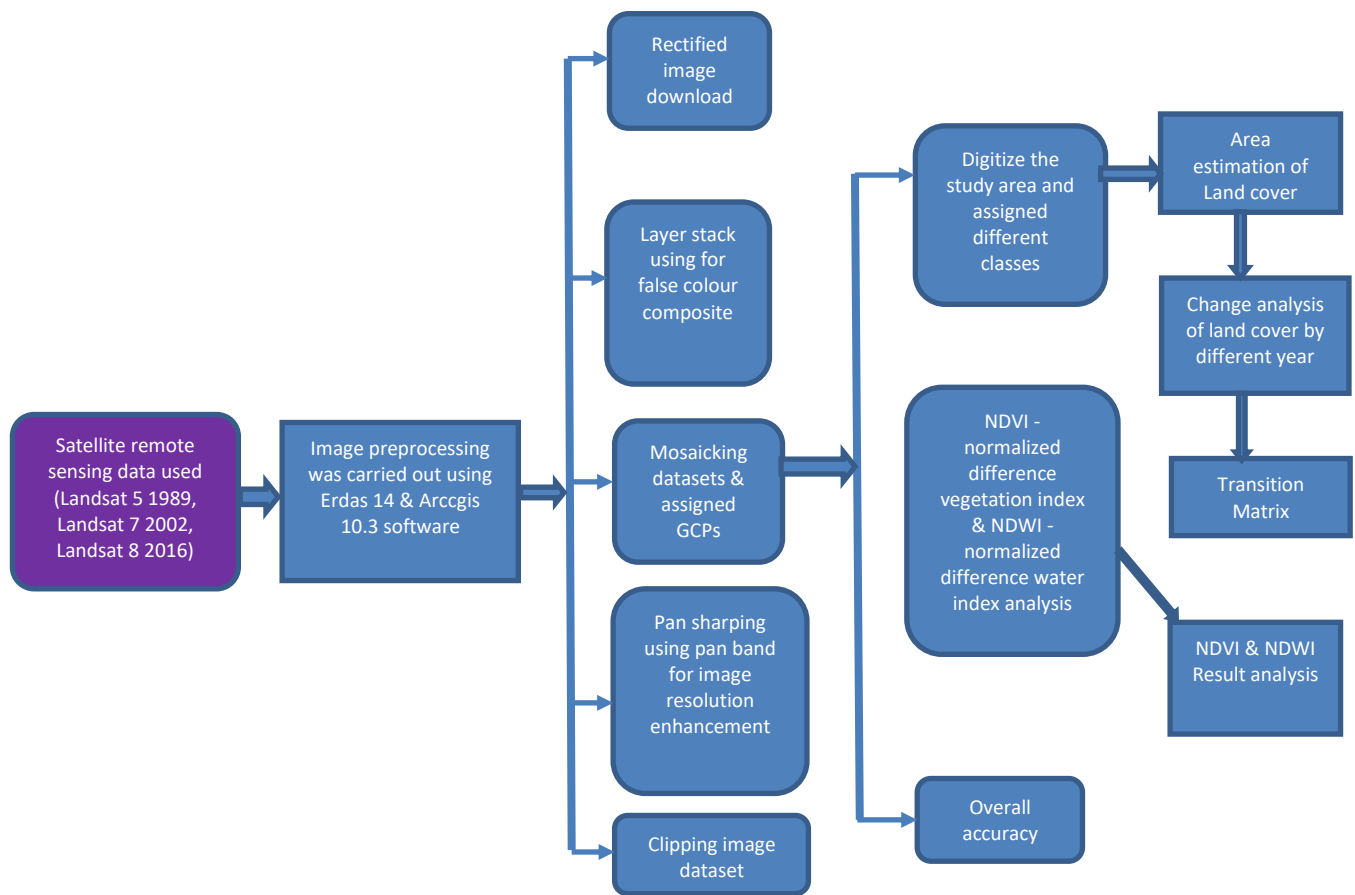 Satellite remote
sensing data used
(Landsat 5 1989,
Landsat 7 2002,
Landsat 8 2016)
Image preprocessing
was carried out using
Erdas 14 & Arccgis
10.3 software
Rectified
image
download
Layer stack
using for
false colour
composite
Mosaicking
datasets &
assigned
GCPs
Pan sharping
using pan band
for image
resolution
enhancement
Clipping image
dataset
Digitize the
study area and
assigned
different
classes
NDVI -
normalized
difference
vegetation index
& NDWI -
normalized
difference water
index analysis
Overall
accuracy
Area
estimation of
Land cover
Change analysis
of land cover by
different year
Transition
Matrix
NDVI & NDWI
Result analysis